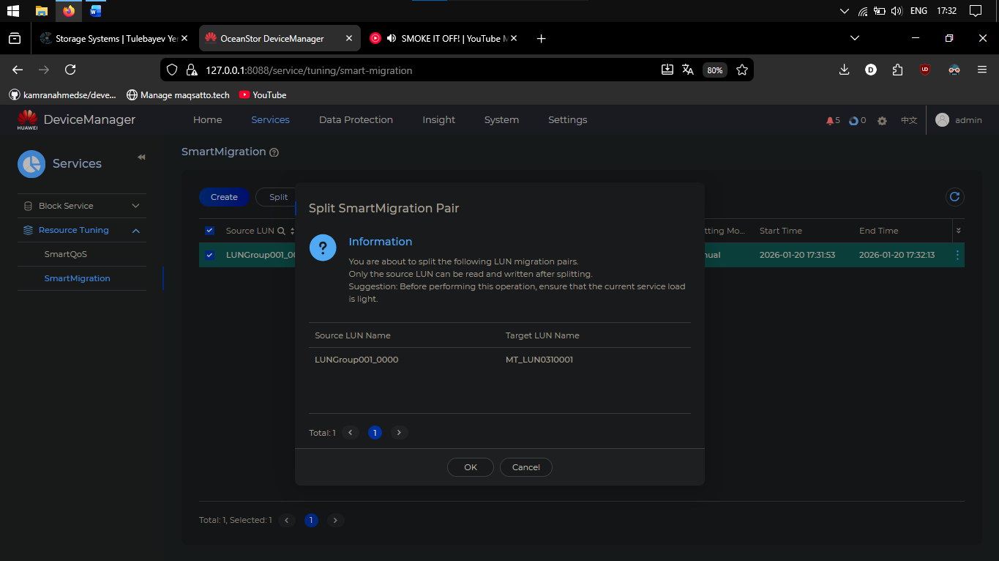 ENG 17:32
Storage Systems | Tulebayev Ye
OceanStor DeviceManager
SMOKE IT OFF! | YouTube M
127.0.0.1:8088/service/tuning/smart-migration
80%
kamranahmedse/deve...
Manage maqsatto.tech
YouTube
HUAWEI
DeviceManager
Home
Services
Data Protection
Insight
System
Settings
5
0
中文
admin
Services
Block Service
Resource Tuning
SmartQoS
SmartMigration
SmartMigration
Create
Split
Source LUN
tting Mo...
Start Time
End Time
LUNGroup001_00
nual
2026-01-20 17:31:53
2026-01-20 17:32:13
Split SmartMigration Pair
Information
You are about to split the following LUN migration pairs.
Only the source LUN can be read and written after splitting.
Suggestion: Before performing this operation, ensure that the current service load
is light.
Source LUN Name
Target LUN Name
LUNGroup001_0000
MT_LUN0310001
Total: 1
1
OK
Cancel
Total: 1, Selected: 1
1